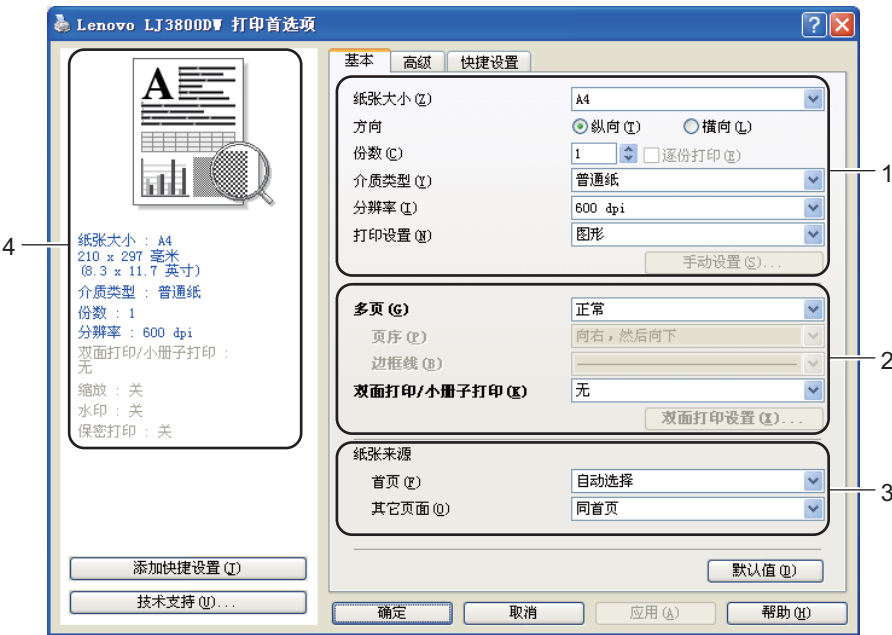 Lenovo LJ3800DW 打印首选项
A
纸张大小 : A4
210 x 297 毫米
(8.3 x 11.7 英寸)
介质类型 : 普通纸
份数 : 1
分辨率 : 600 dpi
双面打印/小册子打印 :
无
缩放 : 关
水印 : 关
保密打印 : 关
4
添加快捷设置(J)
技术支持(U)...
基本 高级 快捷设置
纸张大小(Z) A4
方向 纵向(T) 横向(L)
份数(C) 1 逐份打印(E)
介质类型(Y) 普通纸
分辨率(I) 600 dpi
打印设置(N) 图形
手动设置(S)...
1
多页(G) 正常
页序(P) 向右，然后向下
边框线(B)
双面打印/小册子打印(K) 无
双面打印设置(X)...
2
纸张来源
首页(F) 自动选择
其它页面(O) 同首页
3
默认值(D)
确定 取消 应用(A) 帮助(H)